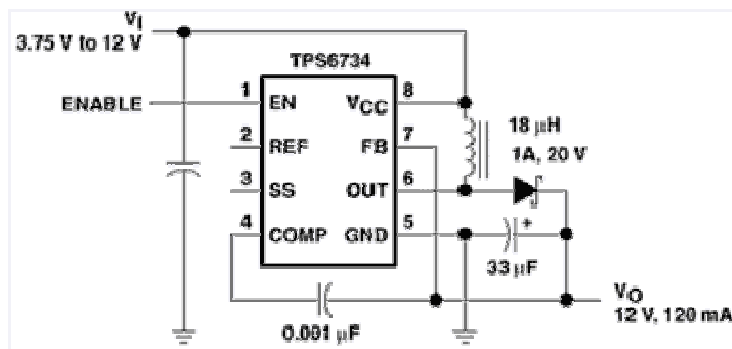 VI
3.75 V to 12 V
TPS6734
ENABLE
1 EN
2 REF
3 SS
4 COMP
VCC 8
FB 7
OUT 6
GND 5
18 µH
1A, 20 V
+
33 µF
0.001 µF
VO
12 V, 120 mA